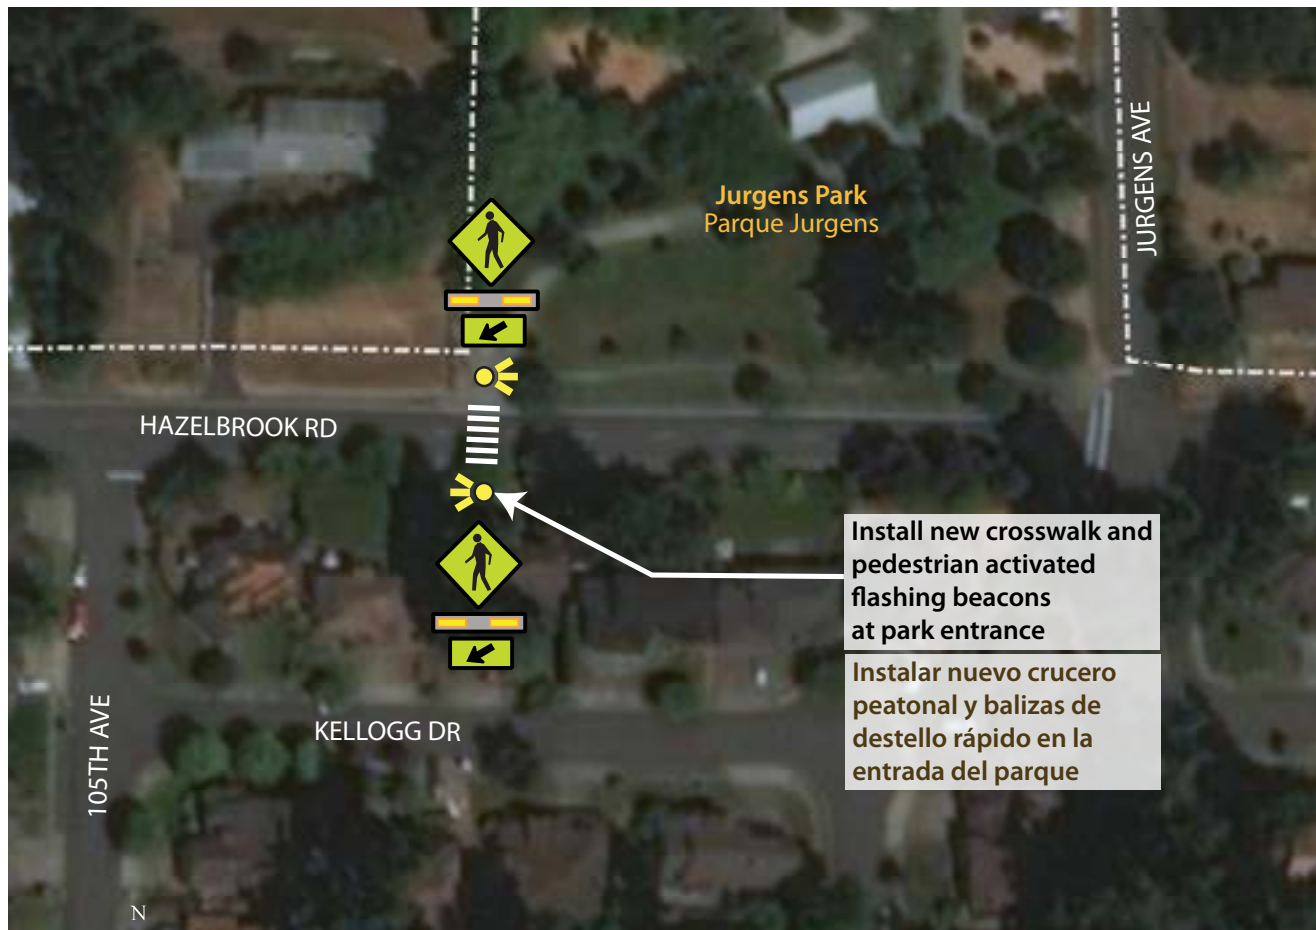 JURGENS AVE
Jurgens Park
Parque Jurgens
HAZELBROOK RD
Install new crosswalk and
pedestrian activated
flashing beacons
at park entrance
Instalar nuevo crucero
peatonal y balizas de
destello rápido en la
entrada del parque
105TH AVE
KELLOGG DR
N